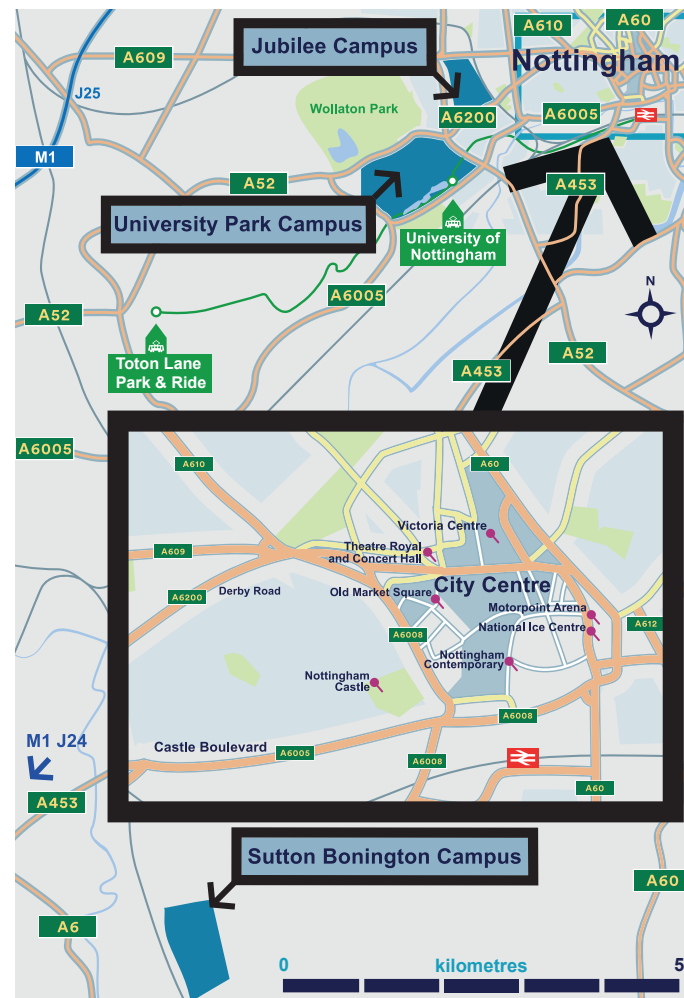 A610
A60
Jubilee Campus
A609
Nottingham
J25
Wollaton Park
A6200
A6005
M1
A52
A453
University Park Campus
University of
Nottingham
A6005
N
A52
A52
A453
Toton Lane
Park & Ride
A6005
A610
A60
Victoria Centre
Theatre Royal
and Concert Hall
A609
City Centre
Derby Road
Old Market Square
A6200
Motorpoint Arena
A612
National Ice Centre
A6008
Nottingham
Contemporary
Nottingham
Castle
A6008
Castle Boulevard
A6005
A6008
A60
M1 J24
A453
Sutton Bonington Campus
A60
A6
0
kilometres
5